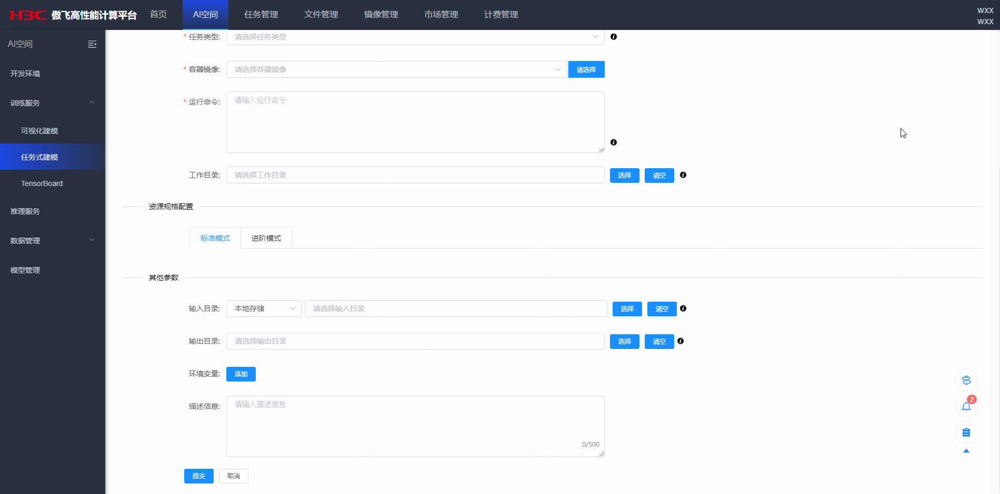 H3C 傲飞高性能计算平台 首页 AI空间 任务管理 文件管理 镜像管理 市场管理 计费管理
WXX
WXX
AI空间
开发环境
训练服务
可视化建模
任务式建模
TensorBoard
推理服务
数据管理
模型管理
* 任务类型: 请选择任务类型
* 容器镜像: 请选择容器镜像 请选择
* 运行命令: 请输入运行命令
工作目录: 请选择工作目录 选择 清空
资源规格配置
标准模式 进阶模式
其他参数
输入目录: 本地存储 请选择输入目录 选择 清空
输出目录: 请选择输出目录 选择 清空
环境变量: 添加
描述信息: 请输入描述信息
0/500
提交 取消
2